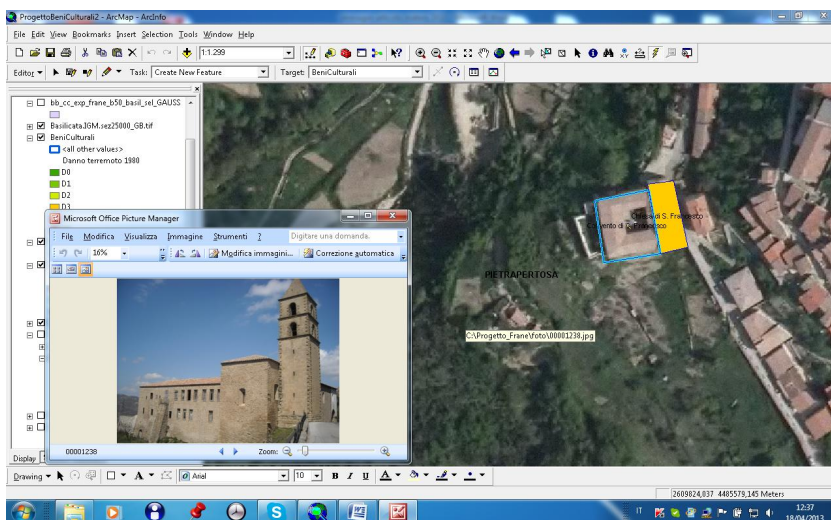 ProgettoBeniCulturali2 - ArcMap - ArcInfo
File Edit View Bookmarks Insert Selection Tools Window Help
1:1.299
Editor Task: Create New Feature Target: BeniCulturali
bb_cc_exp_frane_b50_basil_sel_GAUSS
BasilicataIGM.sez25000_GB.tif
BeniCulturali
<all other values>
Danno terremoto 1980
D0
D1
D2
D3
Chiesa di S. Francesco
Convento di S. Francesco
PIETRAPERTOSA
C:\Progetto_Frane\foto\00001238.jpg
Microsoft Office Picture Manager
File Modifica Visualizza Immagine Strumenti ? Digitare una domanda.
16% Modifica immagini... Correzione automatica
00001238 Zoom:
Display
Drawing A Arial 10 B I U A
2609824,037 4485579,145 Meters
IT 12:37
18/04/2013